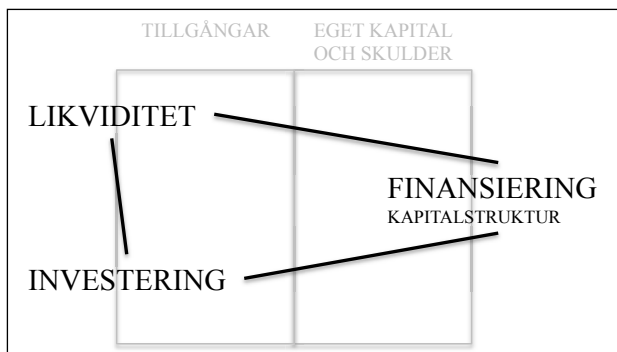 TILLGÅNGAR
EGET KAPITAL
OCH SKULDER
LIKVIDITET
FINANSIERING
KAPITALSTRUKTUR
INVESTERING